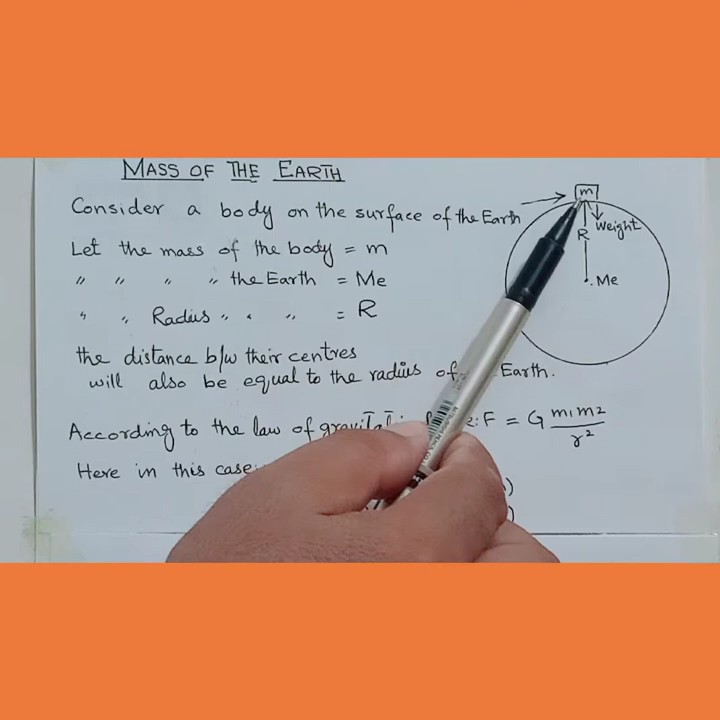 MASS OF THE EARTH
Consider a body on the surface of the Earth
Let the mass of the body = m
" " " " the Earth = Me
" " Radius " " " = R
the distance b/w their centres
will also be equal to the radius of Earth.
According to the law of F = G m1m2 / r²
Here in this case
m
Weight
R
Me